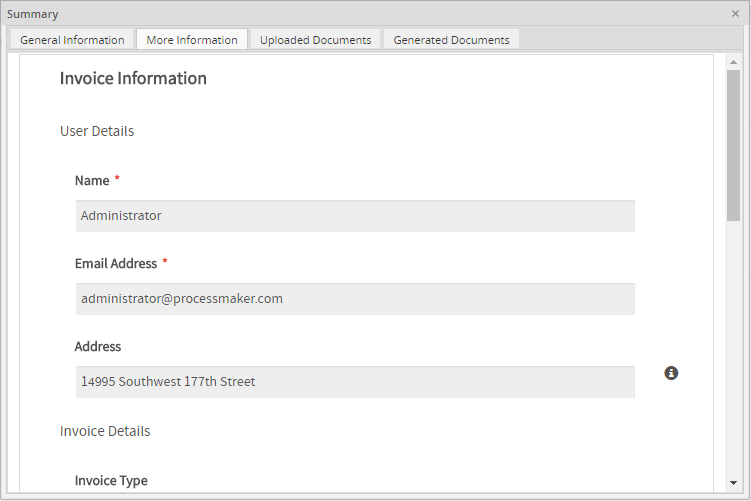 Summary
General Information More Information Uploaded Documents Generated Documents
Invoice Information
User Details
Name *
Administrator
Email Address *
administrator@processmaker.com
Address
14995 Southwest 177th Street
Invoice Details
Invoice Type